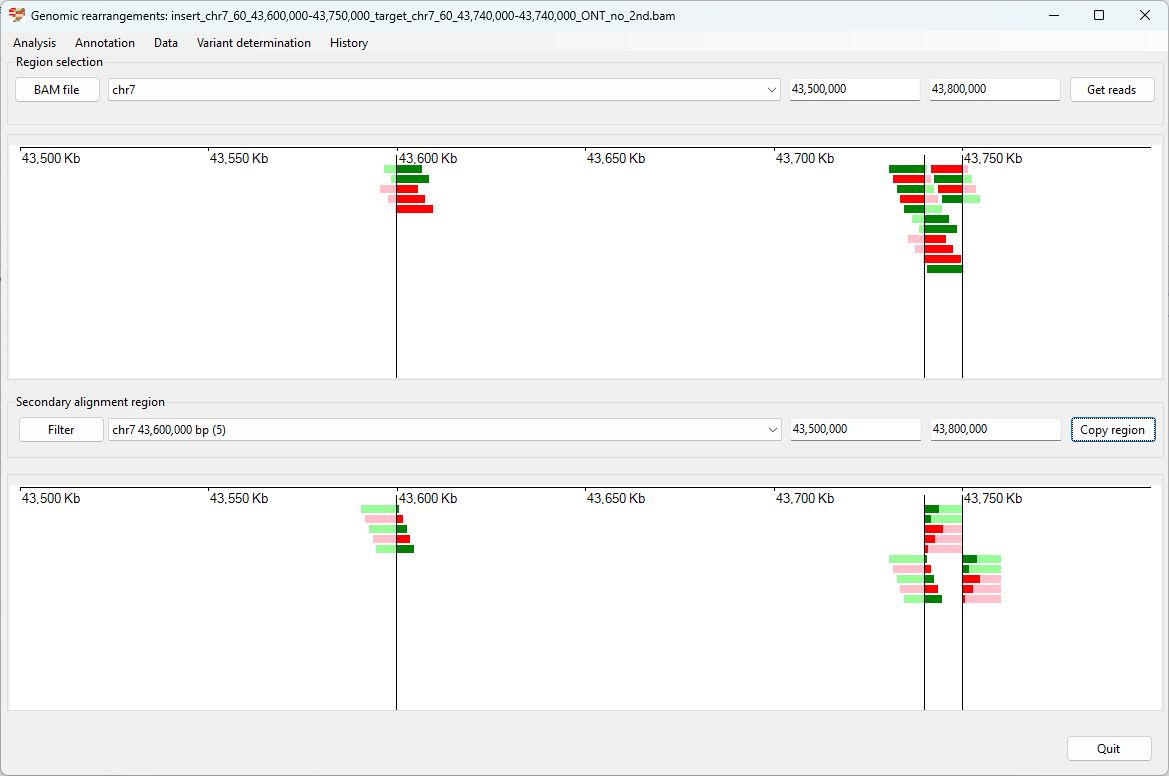 Genomic rearrangements: insert_chr7_60_43,600,000-43,750,000_target_chr7_60_43,740,000-43,740,000_ONT_no_2nd.bam
Analysis Annotation Data Variant determination History
Region selection
BAM file chr7 43,500,000 43,800,000 Get reads
43,500 Kb 43,550 Kb 43,600 Kb 43,650 Kb 43,700 Kb 43,750 Kb
Secondary alignment region
Filter chr7 43,600,000 bp (5) 43,500,000 43,800,000 Copy region
43,500 Kb 43,550 Kb 43,600 Kb 43,650 Kb 43,700 Kb 43,750 Kb
Quit